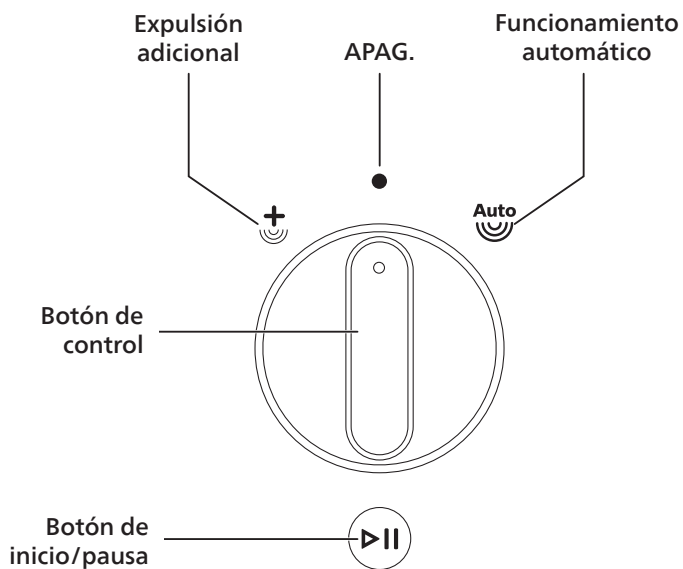 Expulsión
adicional
APAG.
Funcionamiento
automático
Auto
Botón de
control
Botón de
inicio/pausa